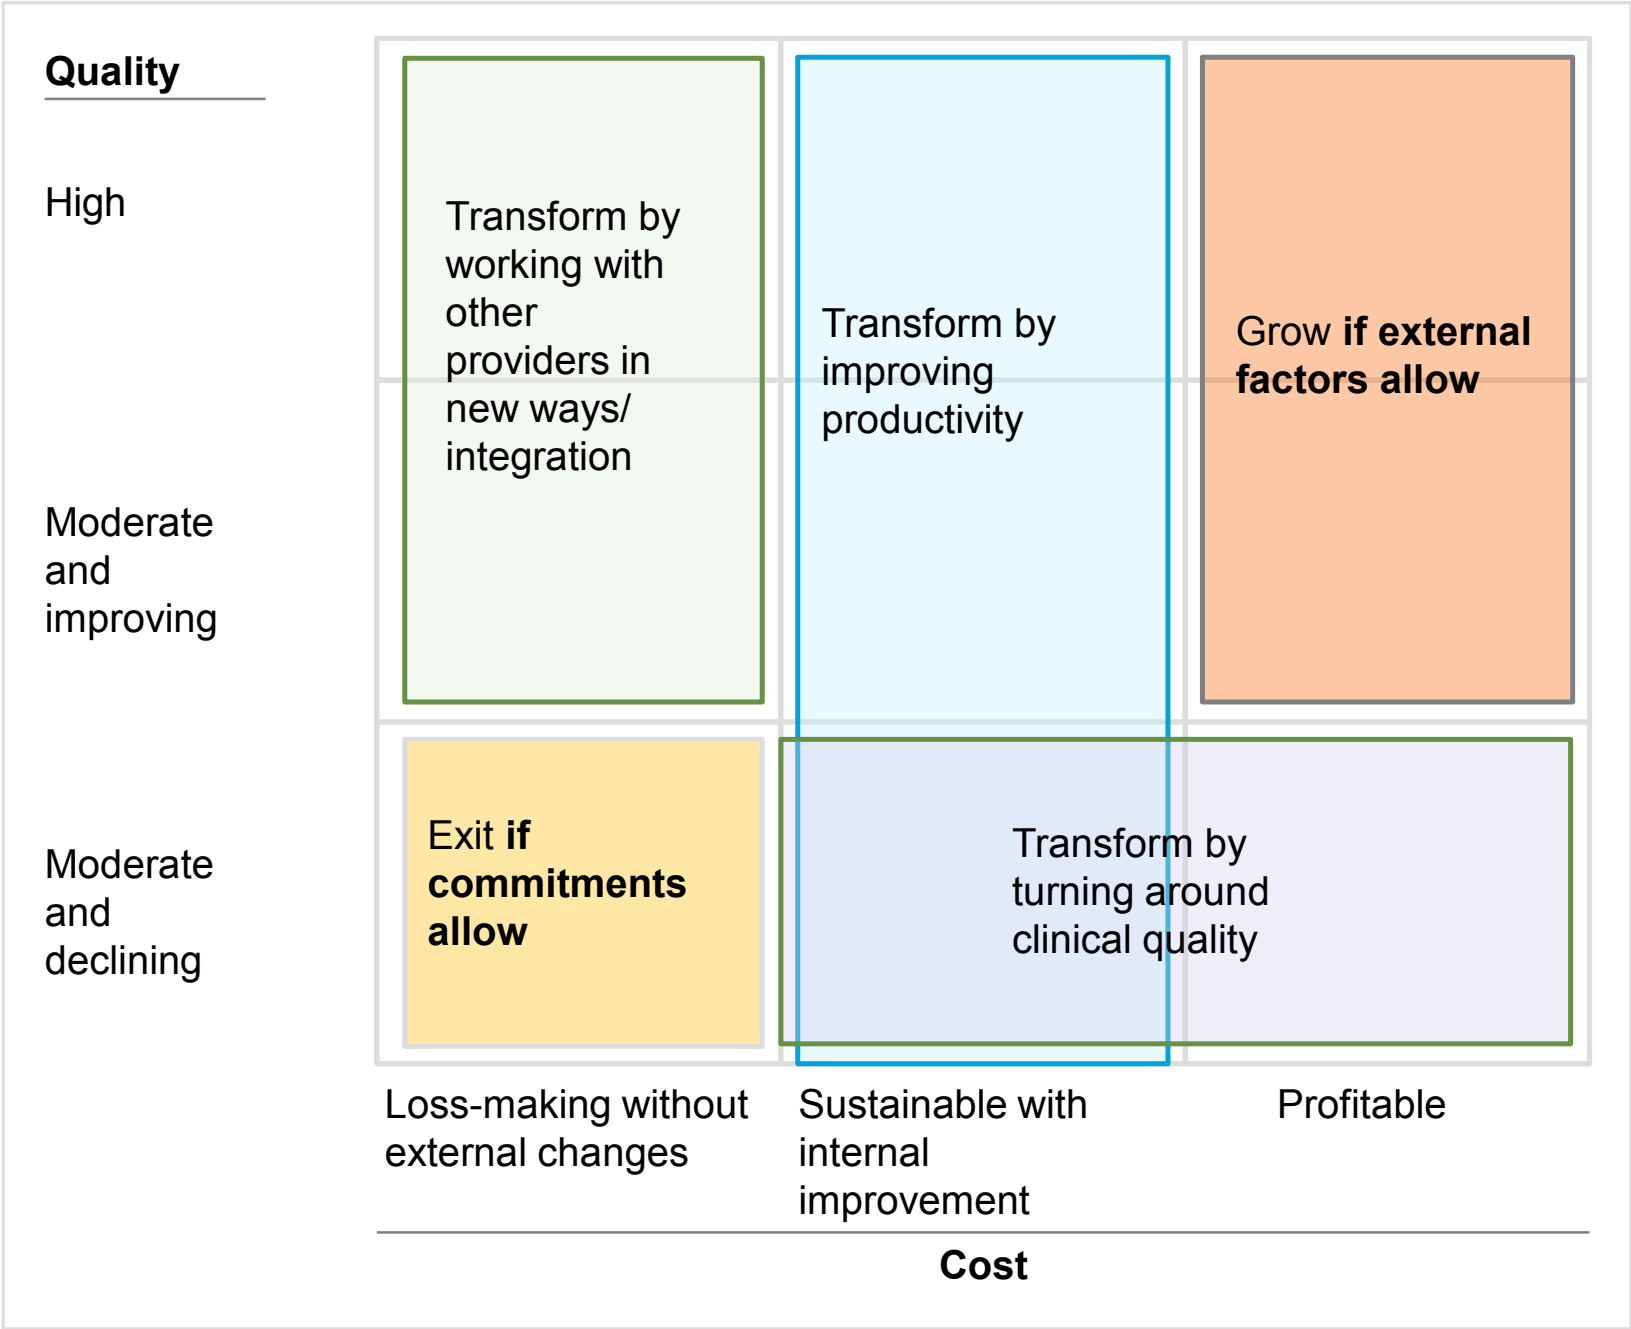 Quality
High
Moderate
and
improving
Moderate
and
declining
Transform by
working with
other
providers in
new ways/
integration
Transform by
improving
productivity
Grow if external
factors allow
Exit if
commitments
allow
Transform by
turning around
clinical quality
Loss-making without
external changes
Sustainable with
internal
improvement
Profitable
Cost